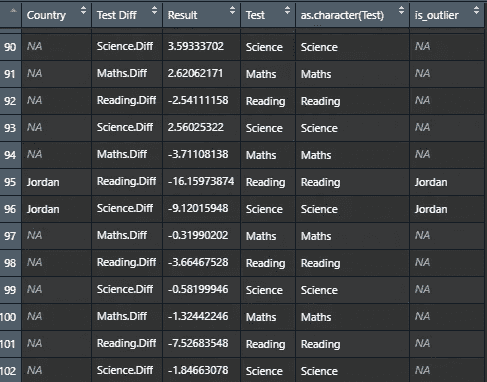 Country Test Diff Result Test as.character(Test) is_outlier
90 NA Science.Diff 3.59333702 Science Science NA
91 NA Maths.Diff 2.62062171 Maths Maths NA
92 NA Reading.Diff -2.54111158 Reading Reading NA
93 NA Science.Diff 2.56025322 Science Science NA
94 NA Maths.Diff -3.71108138 Maths Maths NA
95 Jordan Reading.Diff -16.15973874 Reading Reading Jordan
96 Jordan Science.Diff -9.12015948 Science Science Jordan
97 NA Maths.Diff -0.31990202 Maths Maths NA
98 NA Reading.Diff -3.66467528 Reading Reading NA
99 NA Science.Diff -0.58199946 Science Science NA
100 NA Maths.Diff -1.32442246 Maths Maths NA
101 NA Reading.Diff -7.52683548 Reading Reading NA
102 NA Science.Diff -1.84663078 Science Science NA